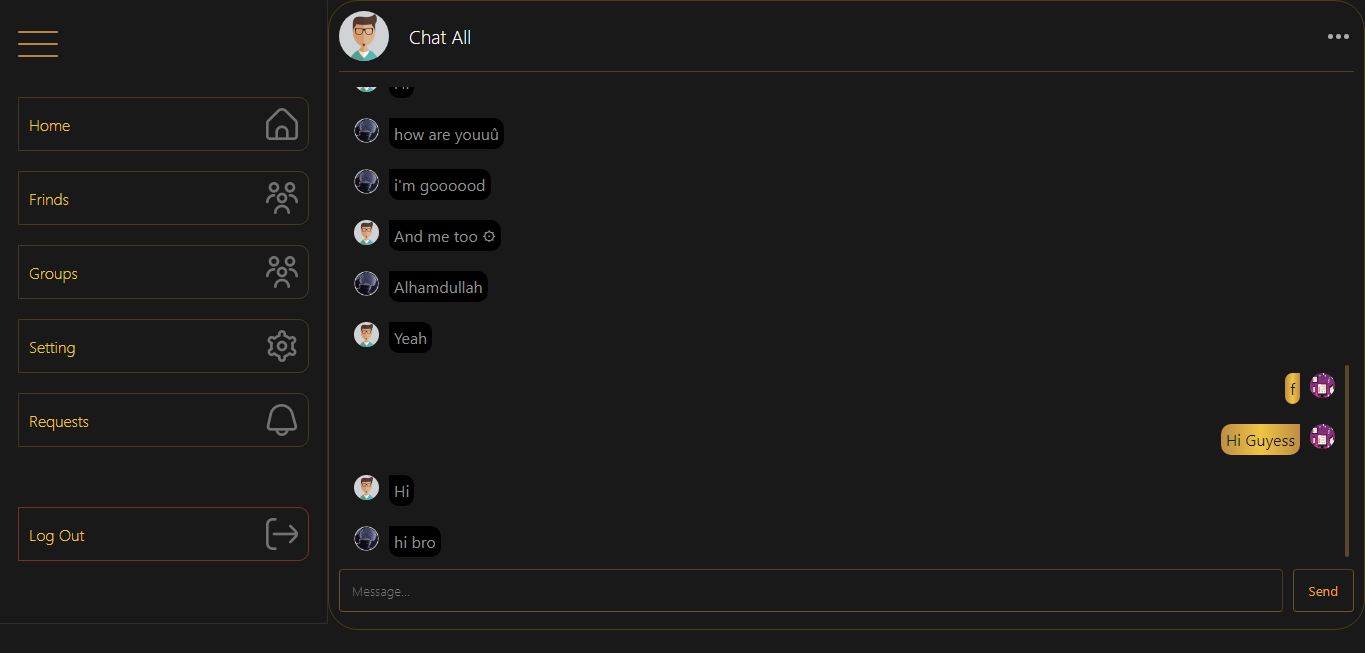 Home
Frinds
Groups
Setting
Requests
Log Out
Chat All
Hi
how are youuû
i'm goooood
And me too
Alhamdullah
Yeah
f
Hi Guyess
Hi
hi bro
Message...
Send